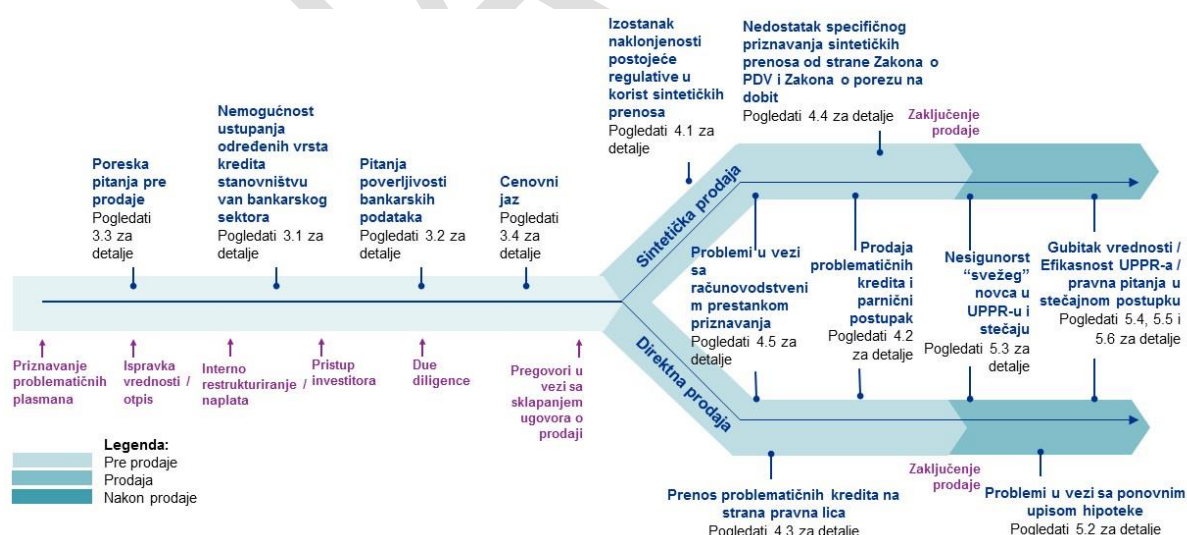 Izostanak
naklonjenosti
postojeće
regulative u
korist sintetičkih
prenosa
Pogledati 4.1 za
detalje
Nedostatak specifičnog
priznavanja sintetičkih
prenosa od strane Zakona o
PDV i Zakona o porezu na
dobit
Pogledati 4.4 za detalje
Zaključenje
prodaje
Poreska
pitanja pre
prodaje
Pogledati
3.3 za
detalje
Nemogućnost
ustupanja
određenih vrsta
kredita
stanovništvu
van bankarskog
sektora
Pogledati 3.1 za
detalje
Pitanja
poverljivosti
bankarskih
podataka
Pogledati 3.2 za
detalje
Cenovni
jaz
Pogledati
3.4 za
detalje
Sintetička prodaja
Problemi u vezi
sa
računovodstveni
m prestankom
priznavanja
Pogledati 4.5 za
detalje
Prodaja
problematičnih
kredita i
parnični
postupak
Pogledati 4.2
za detalje
Nesigunorst
“svežeg”
novca u
UPPR-u i
stečaju
Pogledati 5.3 za
detalje
Gubitak vrednosti /
Efikasnost UPPR-a /
pravna pitanja u
stečajnom postupku
Pogledati 5.4, 5.5 i
5.6 za detalje
Direktna prodaja
Priznavanje
problematičnih
plasmana
Ispravka
vrednosti /
otpis
Interno
restrukturiranje /
naplata
Pristup
investitora
Due
diligence
Pregovori u
vezi sa
sklapanjem
ugovora o
prodaji
Legenda:
Pre prodaje
Prodaja
Nakon prodaje
Zaključenje
prodaje
Prenos problematičnih kredita na
strana pravna lica
Pogledati 4.3 za detalje
Problemi u vezi sa ponovnim
upisom hipoteke
Pogledati 5.2 za detalje